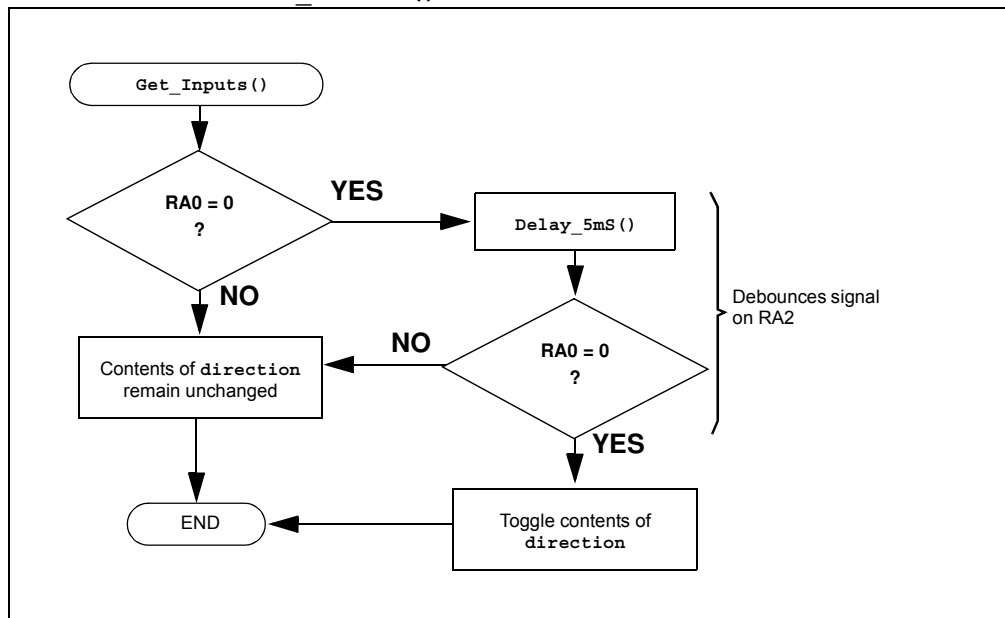 Get_Inputs()
RA0 = 0
?
YES
NO
Delay_5mS()
RA0 = 0
?
NO
YES
Debounces signal
on RA2
Contents of direction
remain unchanged
Toggle contents of
direction
END